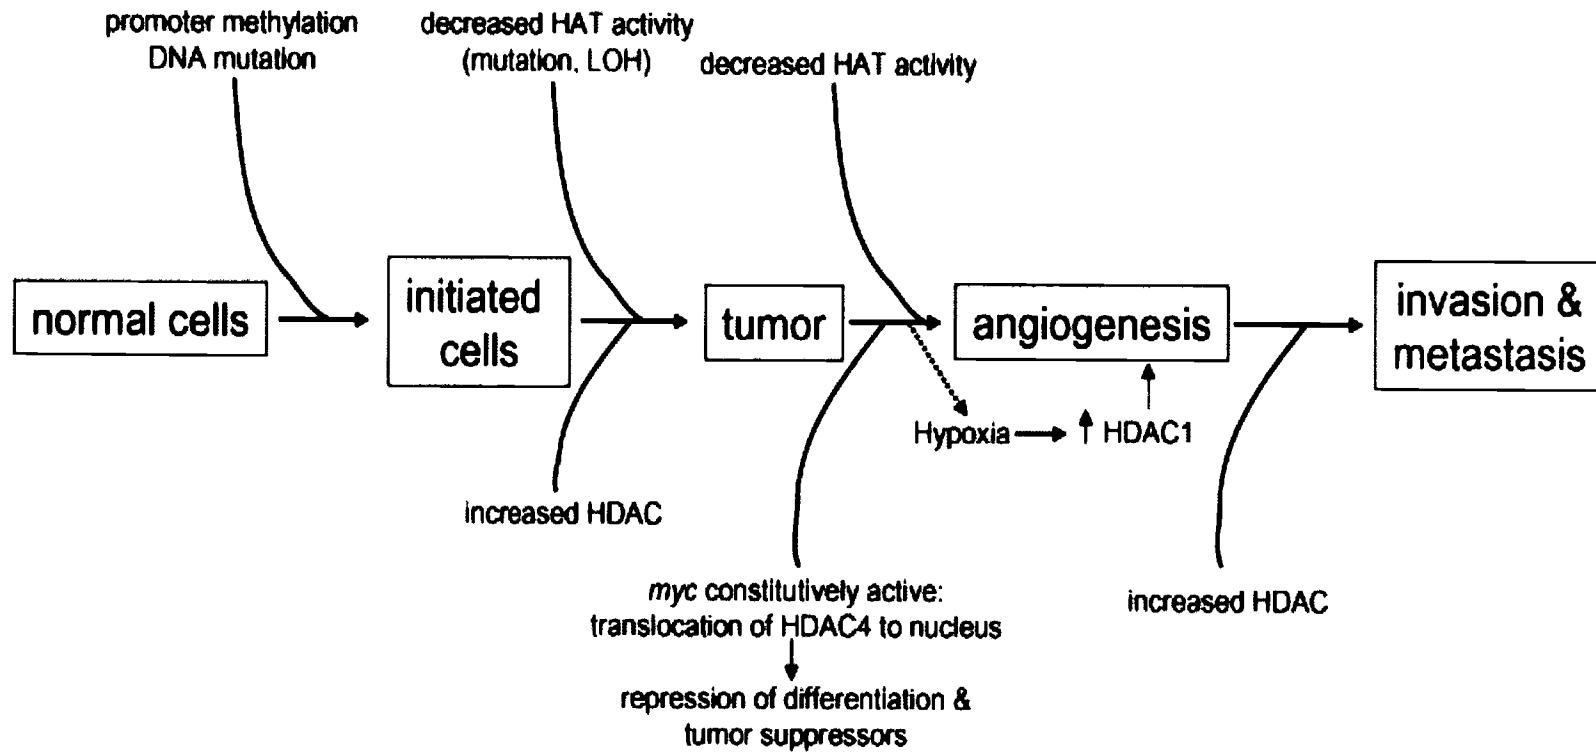 promoter methylation
DNA mutation
decreased HAT activity
(mutation, LOH)
decreased HAT activity
normal cells
initiated
cells
tumor
angiogenesis
invasion &
metastasis
Hypoxia
HDAC1
increased HDAC
myc constitutively active:
translocation of HDAC4 to nucleus
increased HDAC
repression of differentiation &
tumor suppressors